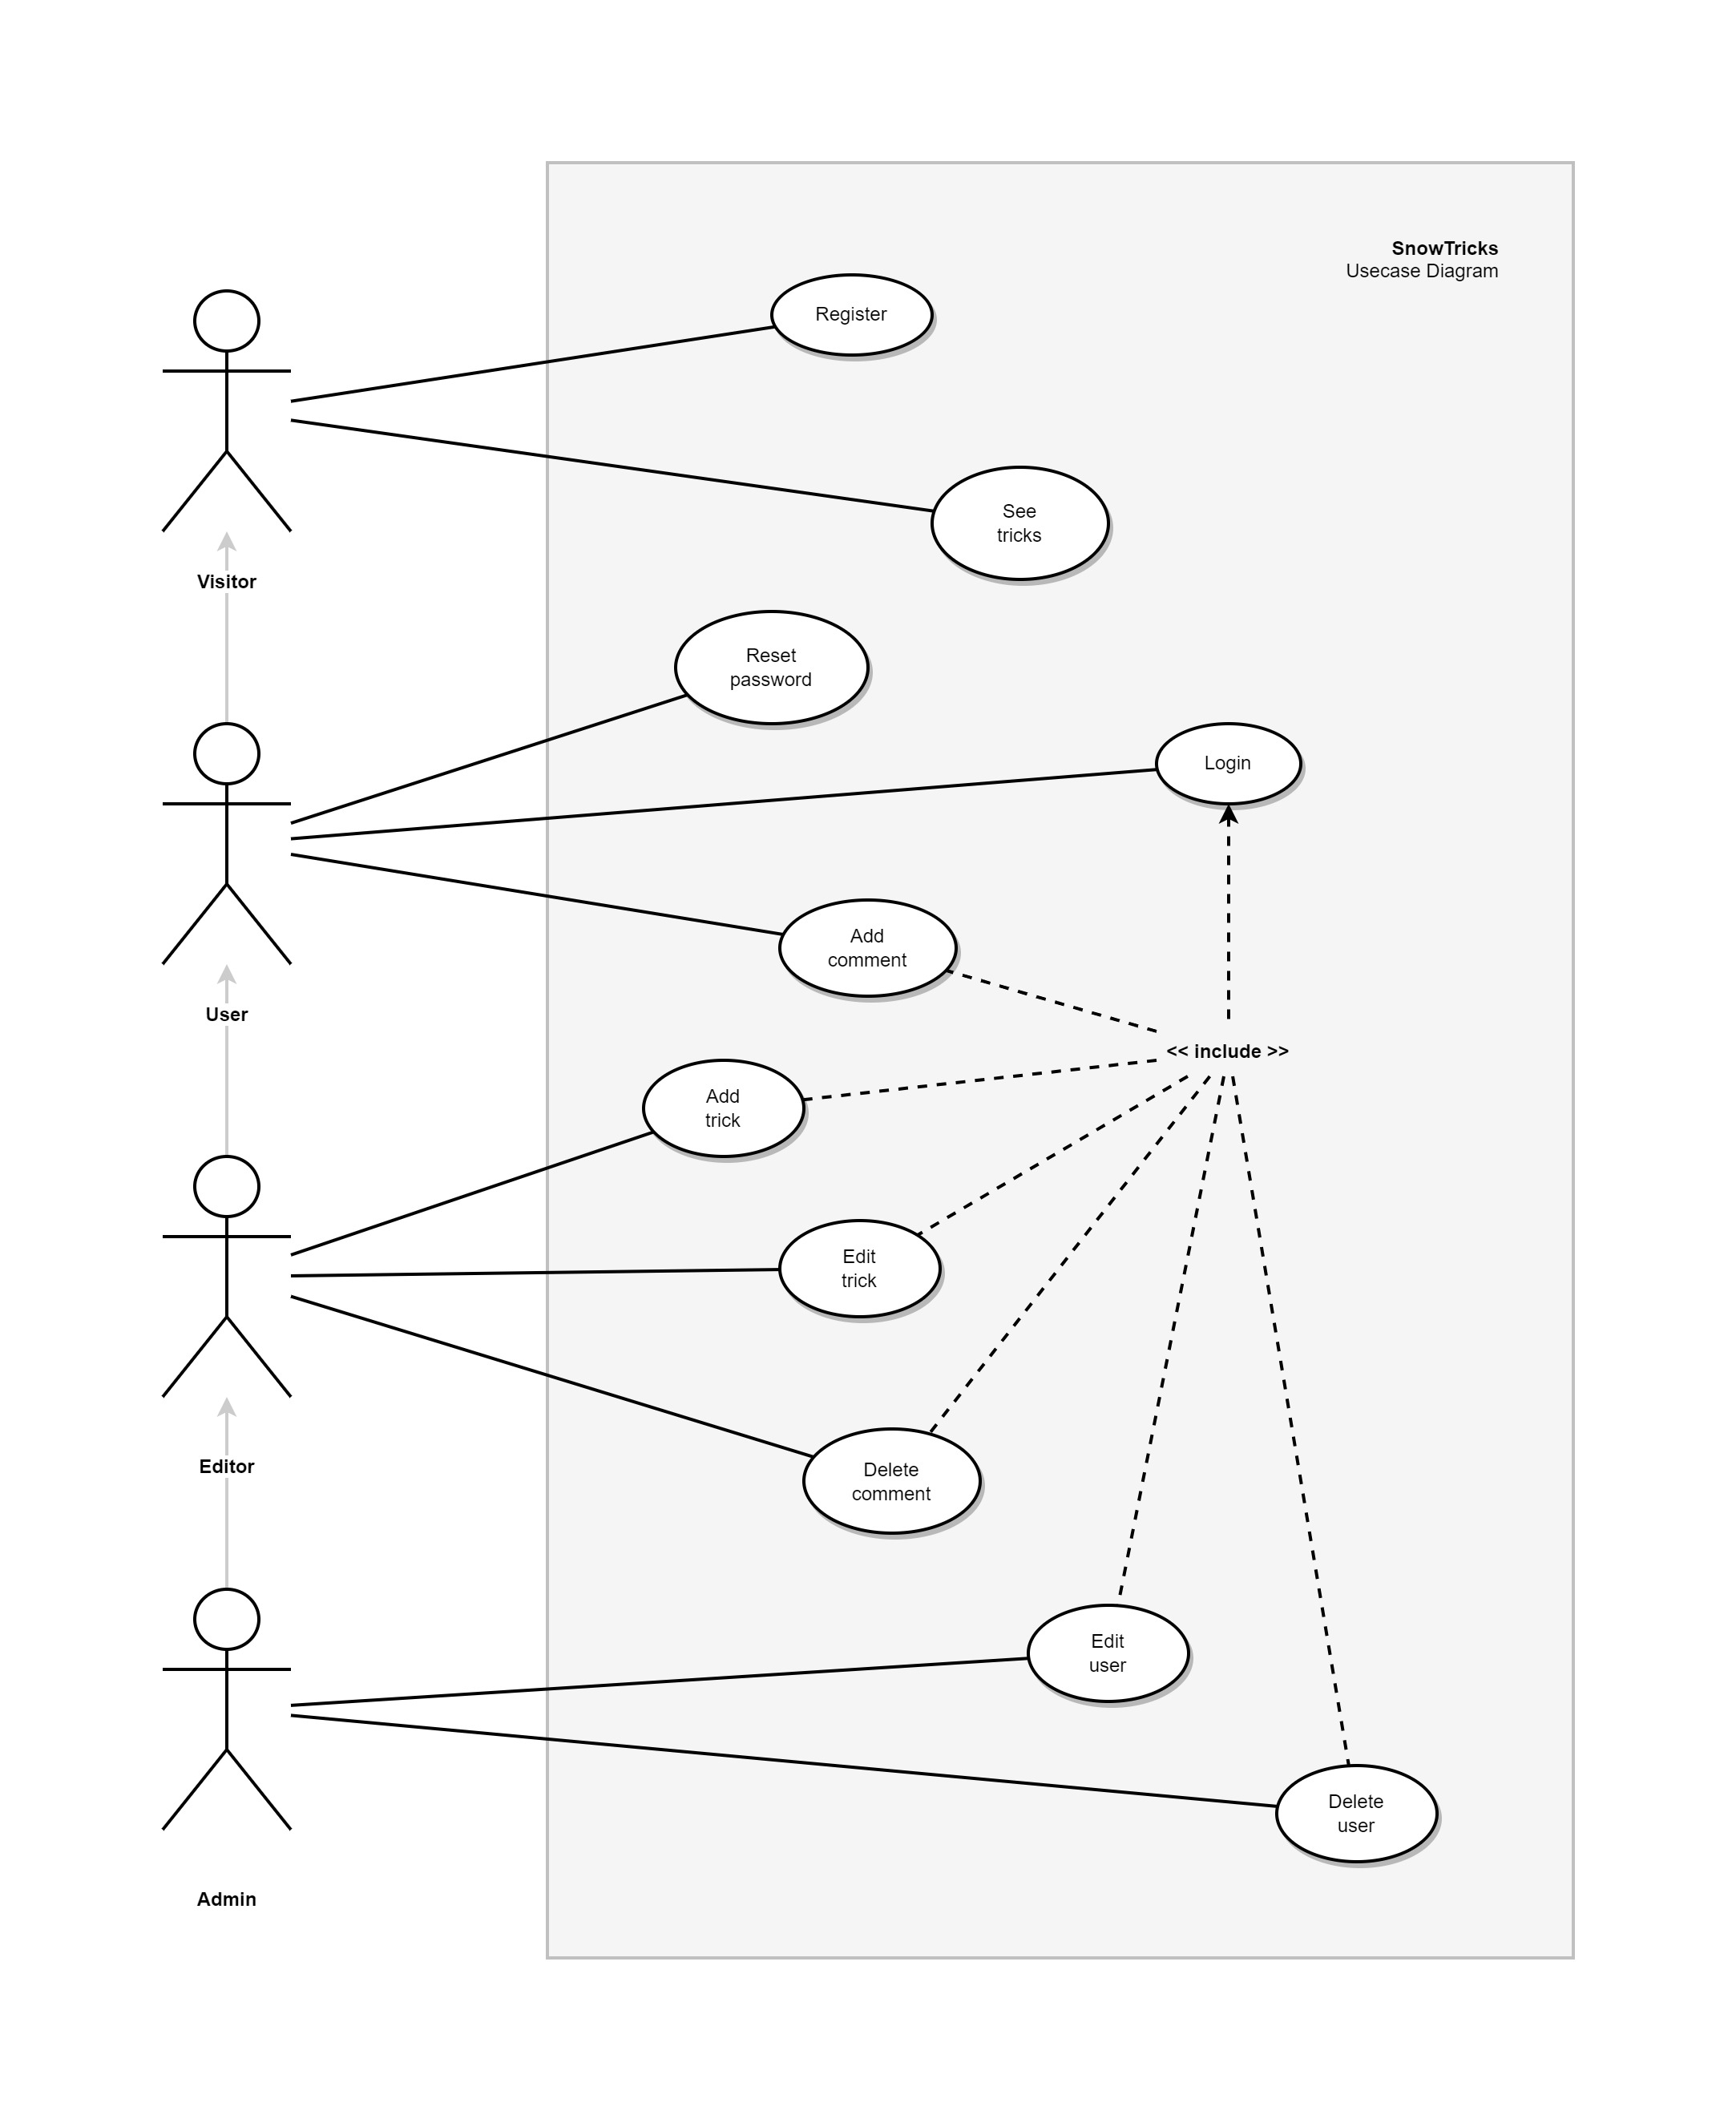 SnowTricks
Usecase Diagram
Register
See
tricks
Visitor
Reset
password
Login
Add
comment
User
<< include >>
Add
trick
Edit
trick
Editor
Delete
comment
Edit
user
Delete
user
Admin